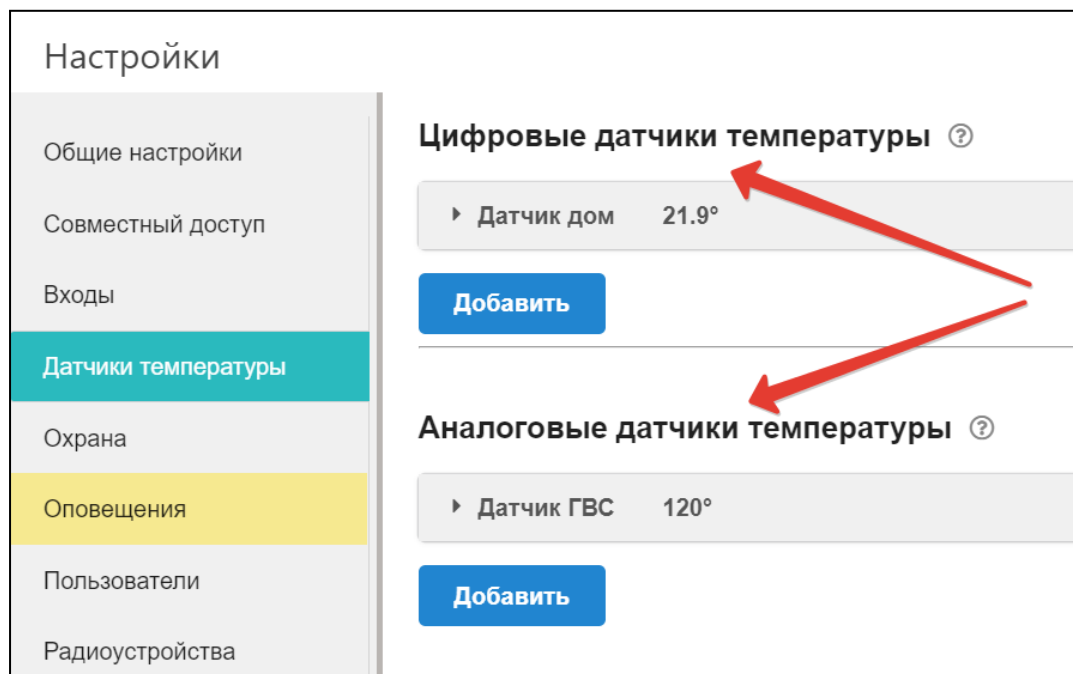 Настройки
Общие настройки
Совместный доступ
Входы
Датчики температуры
Охрана
Оповещения
Пользователи
Радиоустройства
Цифровые датчики температуры ?
Датчик дом 21.9°
Добавить
Аналоговые датчики температуры ?
Датчик ГВС 120°
Добавить